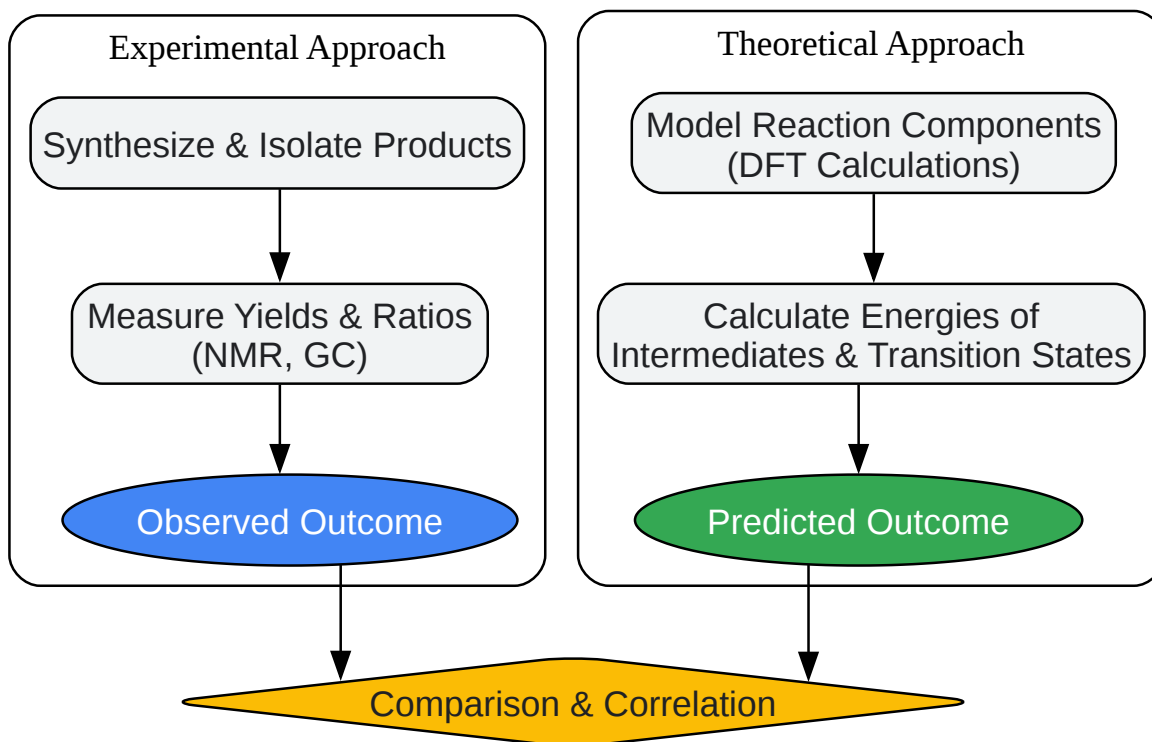 Experimental Approach
Synthesize & Isolate Products
Measure Yields & Ratios
(NMR, GC)
Observed Outcome
Theoretical Approach
Model Reaction Components
(DFT Calculations)
Calculate Energies of
Intermediates & Transition States
Predicted Outcome
Comparison & Correlation